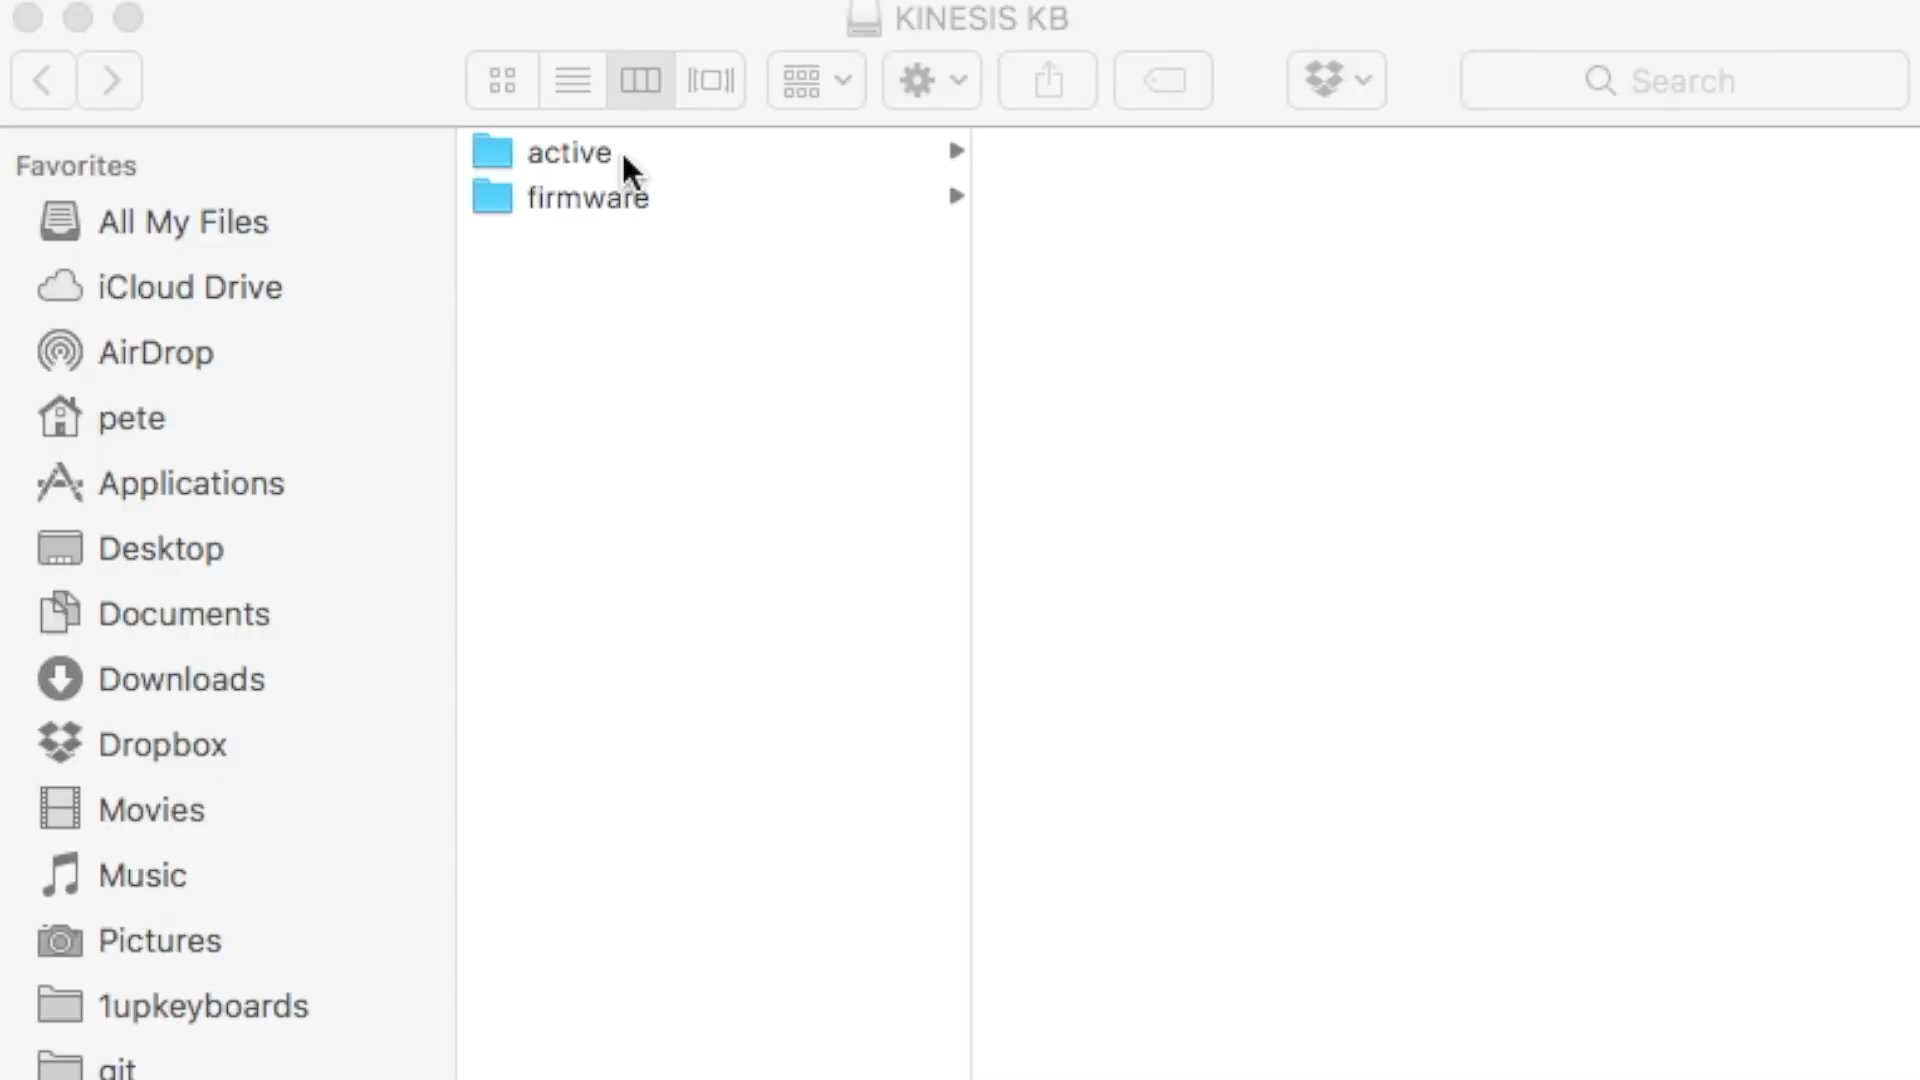 KINESIS KB
Search
Favorites
All My Files
iCloud Drive
AirDrop
pete
Applications
Desktop
Documents
Downloads
Dropbox
Movies
Music
Pictures
1upkeyboards
git
active
firmware